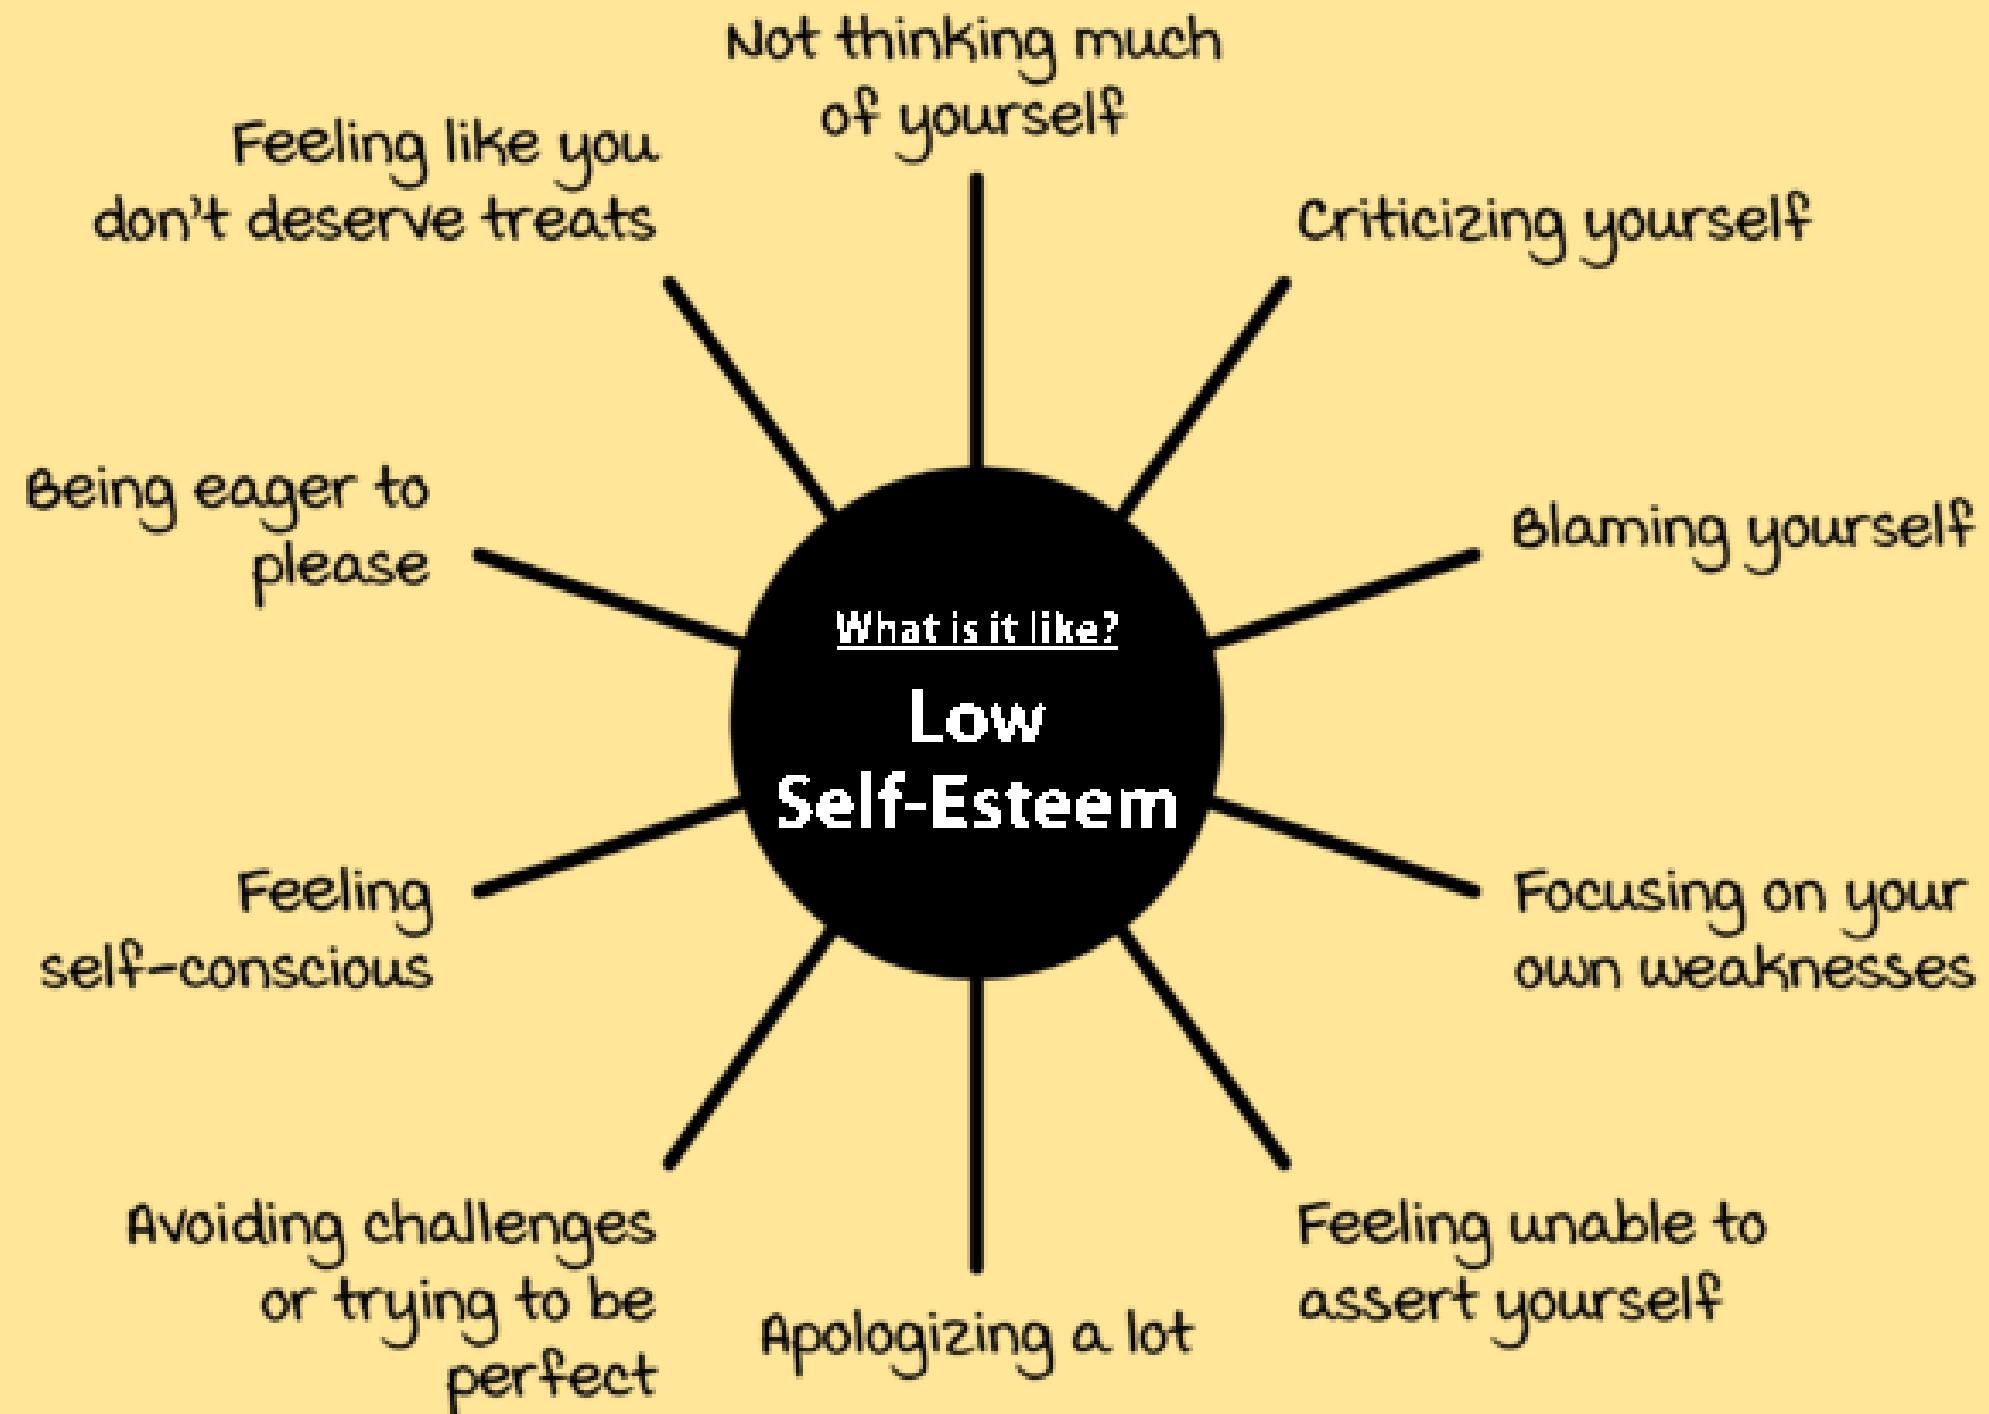 What is it like?
Low
Self-Esteem
Not thinking much
of yourself
Criticizing yourself
Blaming yourself
Focusing on your
own weaknesses
Feeling unable to
assert yourself
Apologizing a lot
Avoiding challenges
or trying to be
perfect
Feeling
self-conscious
Being eager to
please
Feeling like you
don't deserve treats